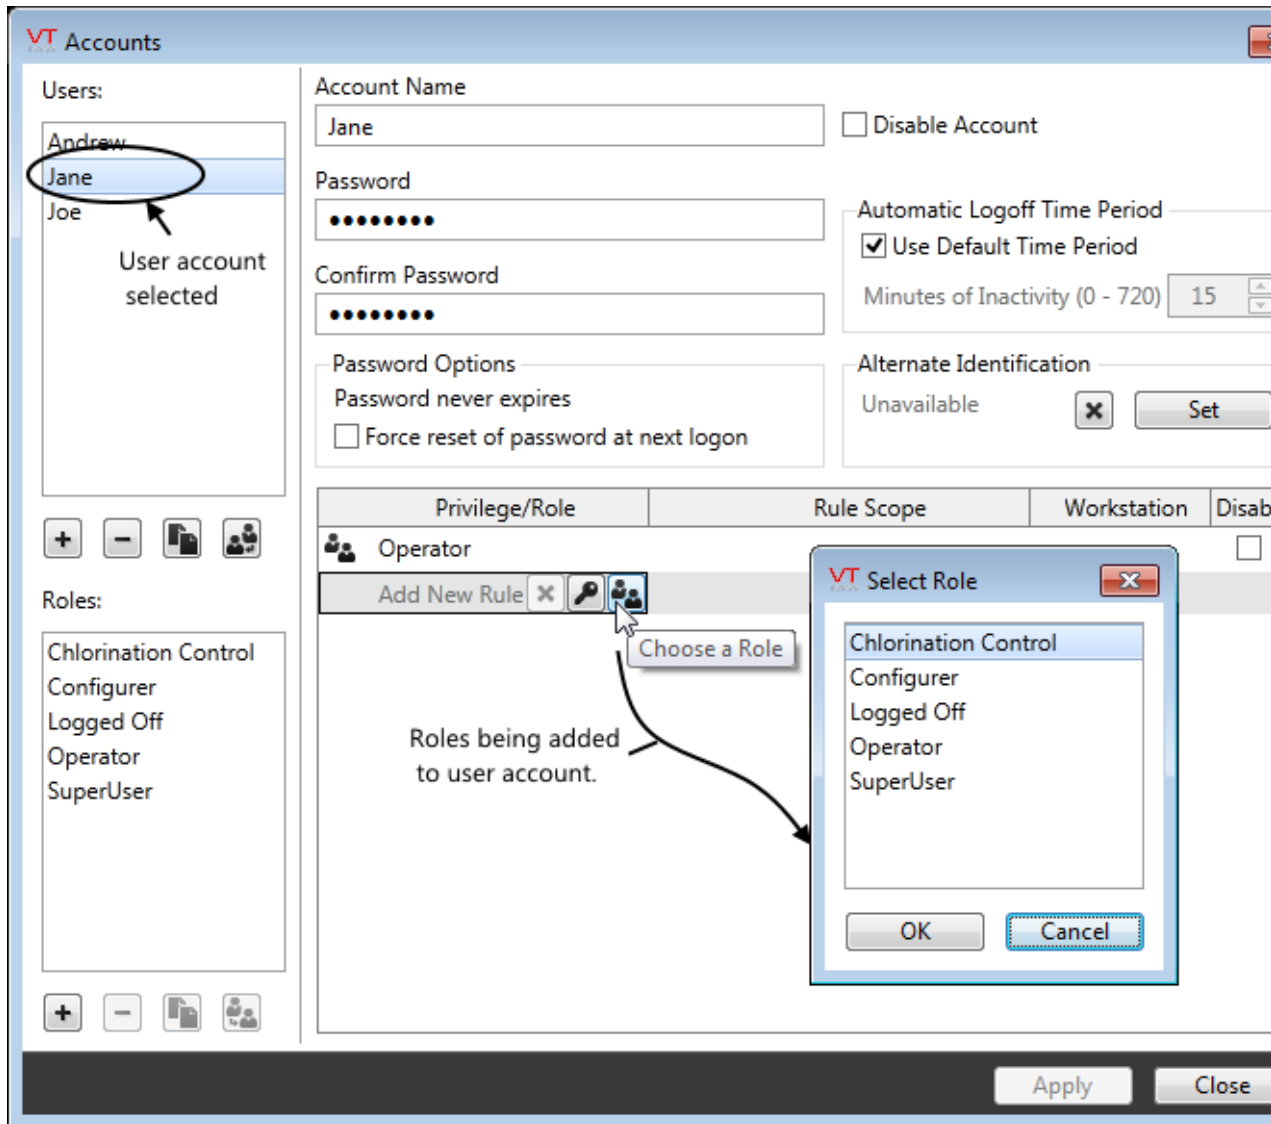 VT Accounts
Users:
Andrew
Jane
Joe
User account
selected
Roles:
Chlorination Control
Configurer
Logged Off
Operator
SuperUser
Account Name
Jane
Disable Account
Password
••••••••
Confirm Password
••••••••
Automatic Logoff Time Period
Use Default Time Period
Minutes of Inactivity (0 - 720) 15
Password Options
Password never expires
Force reset of password at next logon
Alternate Identification
Unavailable
Set
Privilege/Role Rule Scope Workstation Disab
Operator
Add New Rule
Choose a Role
Roles being added
to user account.
VT Select Role
Chlorination Control
Configurer
Logged Off
Operator
SuperUser
OK Cancel
Apply Close